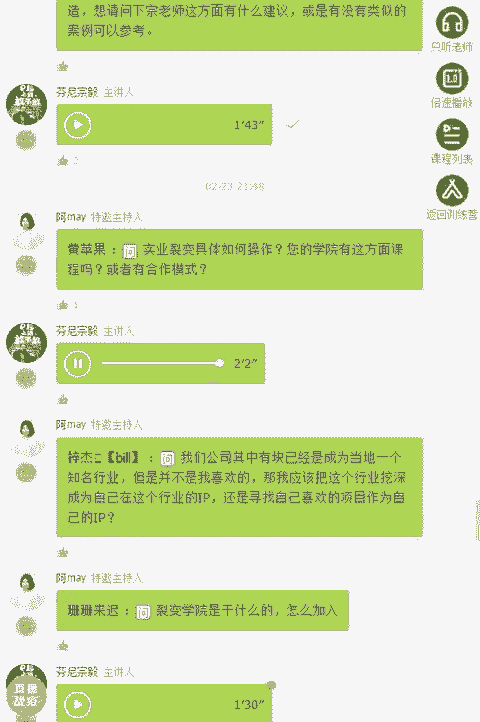 造，想请问下宗老师这方面有什么建议，或是有没有类似的
案例可以参考。
只听老师
芬尼宗毅 主讲人
1.0
倍速播放
1'43"
2
课程列表
02-23 21:48
返回训练营
阿may 特邀主持人
黄苹果：问 实业裂变具体如何操作？您的学院有这方面课
程吗？或者有合作模式？
1
芬尼宗毅 主讲人
2'2"
阿may 特邀主持人
【bill】：问 我们公司其中有块已经是成为当地一个
知名行业，但是并不是我喜欢的，那我应该把这个行业挖深
成为自己在这个行业的IP，还是寻找自己喜欢的项目作为自
己的IP？
阿may 特邀主持人
珊珊来迟：问 裂变学院是干什么的，怎么加入
芬尼宗毅 主讲人
1'30"